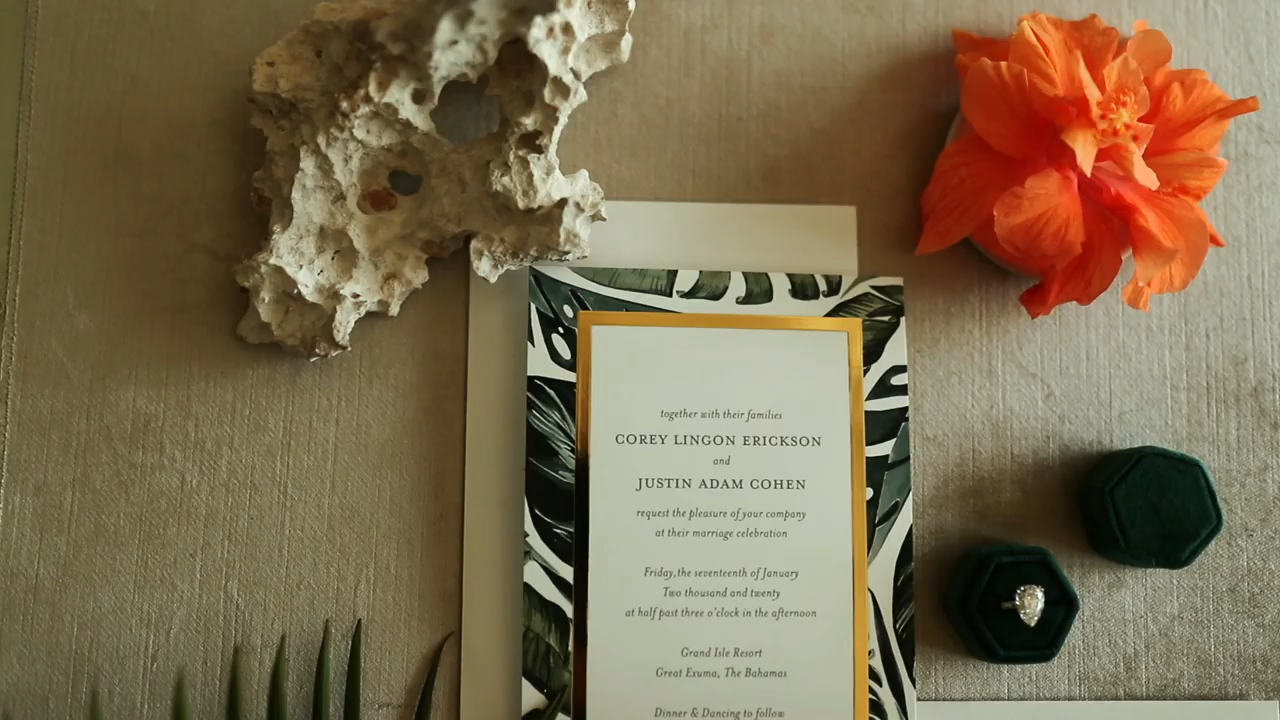 together with their families
COREY LINGON ERICKSON
and
JUSTIN ADAM COHEN
request the pleasure of your company
at their marriage celebration
Friday, the seventeenth of January
Two thousand and twenty
at half past three o'clock in the afternoon
Grand Isle Resort
Great Exuma, The Bahamas
Dinner & Dancing to follow